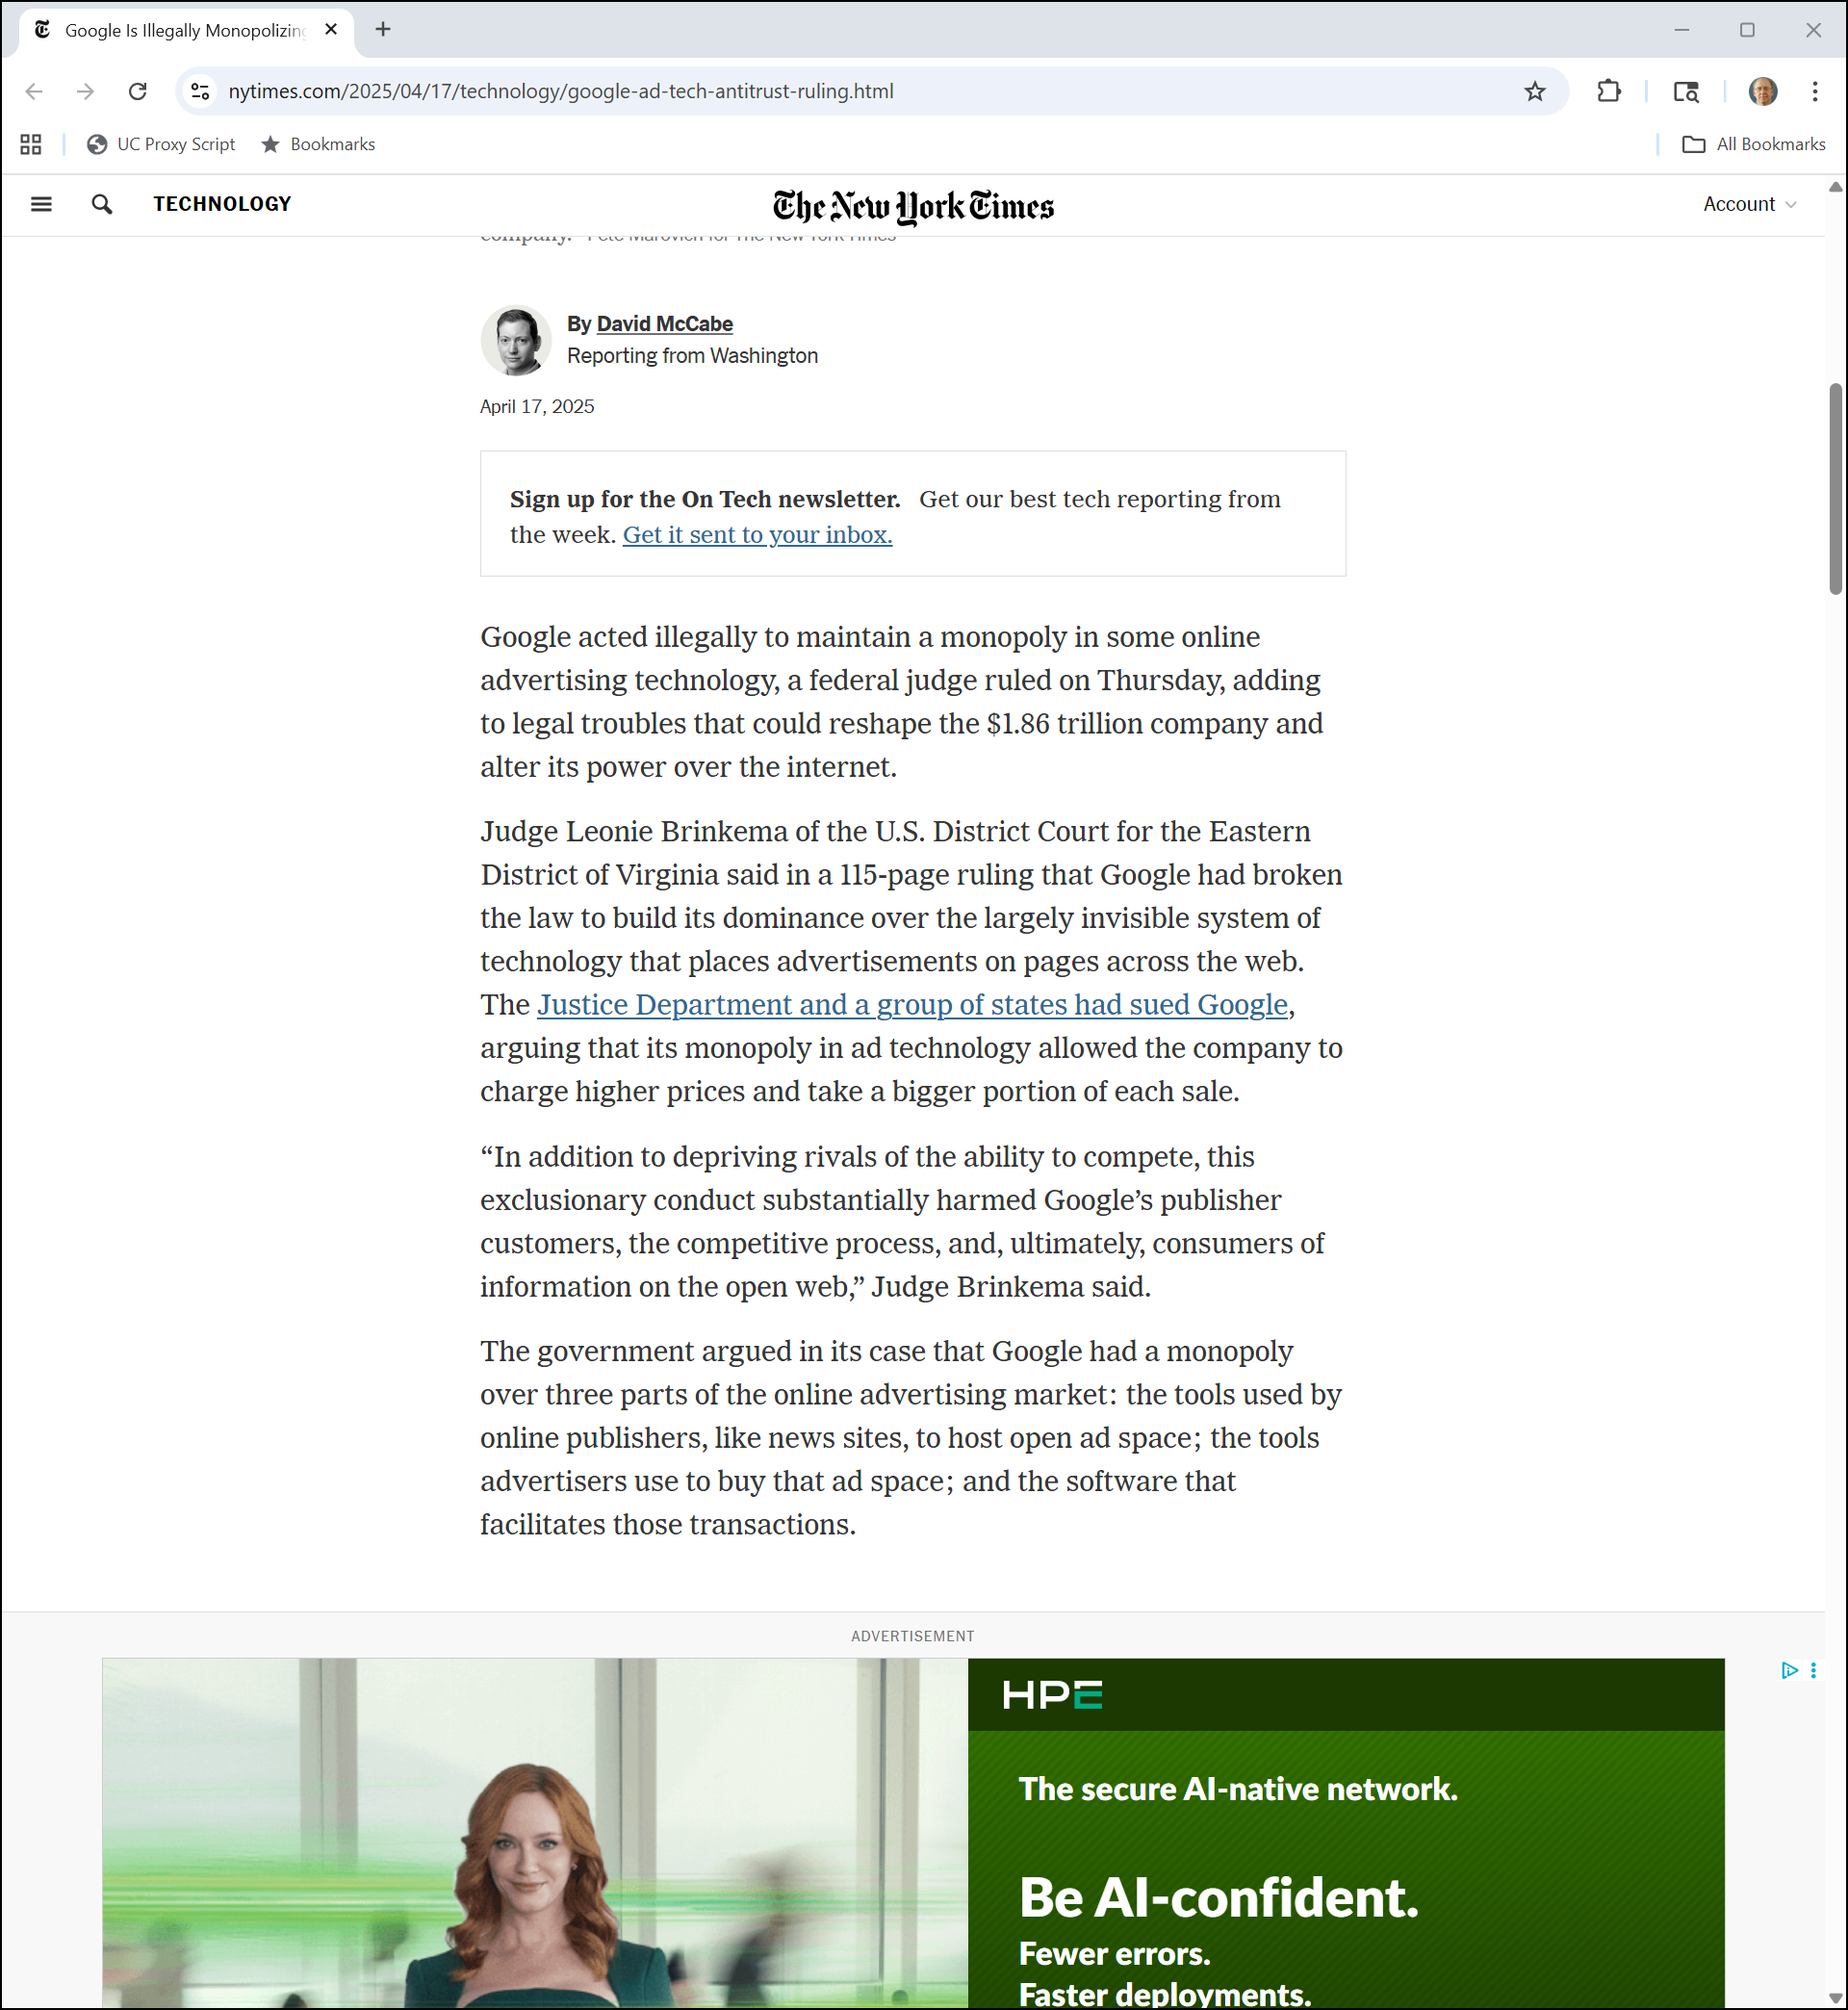 Google Is Illegally Monopolizing
nytimes.com/2025/04/17/technology/google-ad-tech-antitrust-ruling.html
UC Proxy Script
Bookmarks
All Bookmarks
TECHNOLOGY
The New York Times
Account
company. Pete Marovich for The New York Times
By David McCabe
Reporting from Washington
April 17, 2025
Sign up for the On Tech newsletter. Get our best tech reporting from
the week. Get it sent to your inbox.
Google acted illegally to maintain a monopoly in some online
advertising technology, a federal judge ruled on Thursday, adding
to legal troubles that could reshape the $1.86 trillion company and
alter its power over the internet.
Judge Leonie Brinkema of the U.S. District Court for the Eastern
District of Virginia said in a 115-page ruling that Google had broken
the law to build its dominance over the largely invisible system of
technology that places advertisements on pages across the web.
The Justice Department and a group of states had sued Google,
arguing that its monopoly in ad technology allowed the company to
charge higher prices and take a bigger portion of each sale.
“In addition to depriving rivals of the ability to compete, this
exclusionary conduct substantially harmed Google’s publisher
customers, the competitive process, and, ultimately, consumers of
information on the open web,” Judge Brinkema said.
The government argued in its case that Google had a monopoly
over three parts of the online advertising market: the tools used by
online publishers, like news sites, to host open ad space; the tools
advertisers use to buy that ad space; and the software that
facilitates those transactions.
ADVERTISEMENT
HPE
The secure AI-native network.
Be AI-confident.
Fewer errors.
Faster deployments.